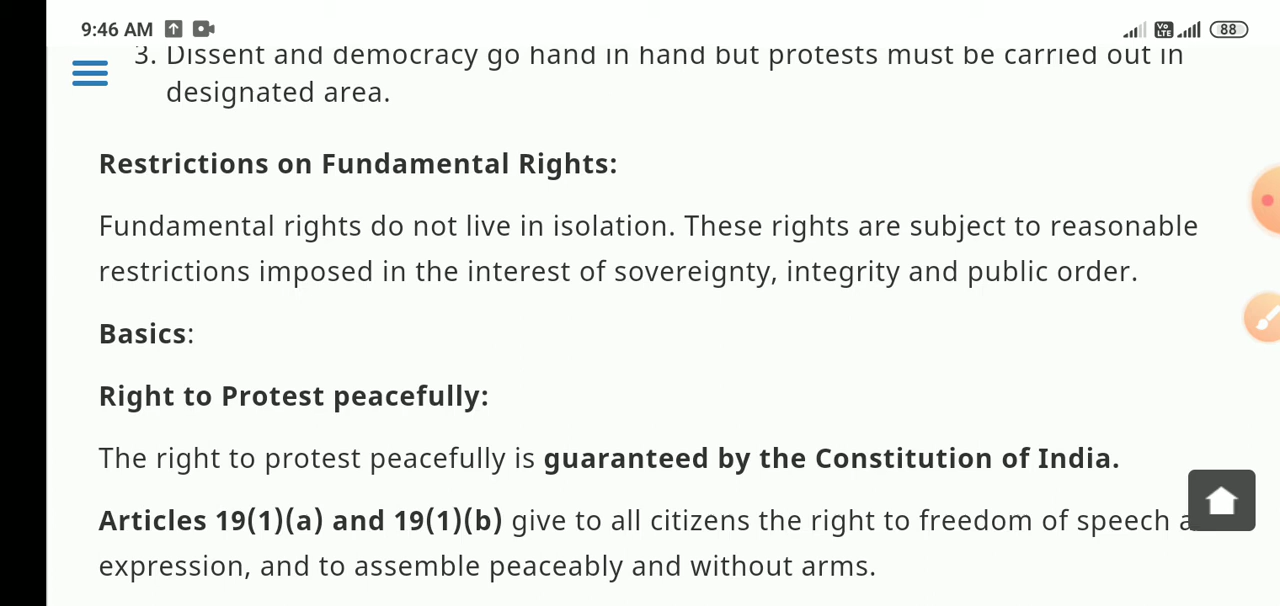 9:46 AM
Vo LTE
88
3. Dissent and democracy go hand in hand but protests must be carried out in
designated area.
Restrictions on Fundamental Rights:
Fundamental rights do not live in isolation. These rights are subject to reasonable
restrictions imposed in the interest of sovereignty, integrity and public order.
Basics:
Right to Protest peacefully:
The right to protest peacefully is guaranteed by the Constitution of India.
Articles 19(1)(a) and 19(1)(b) give to all citizens the right to freedom of speech
expression, and to assemble peaceably and without arms.